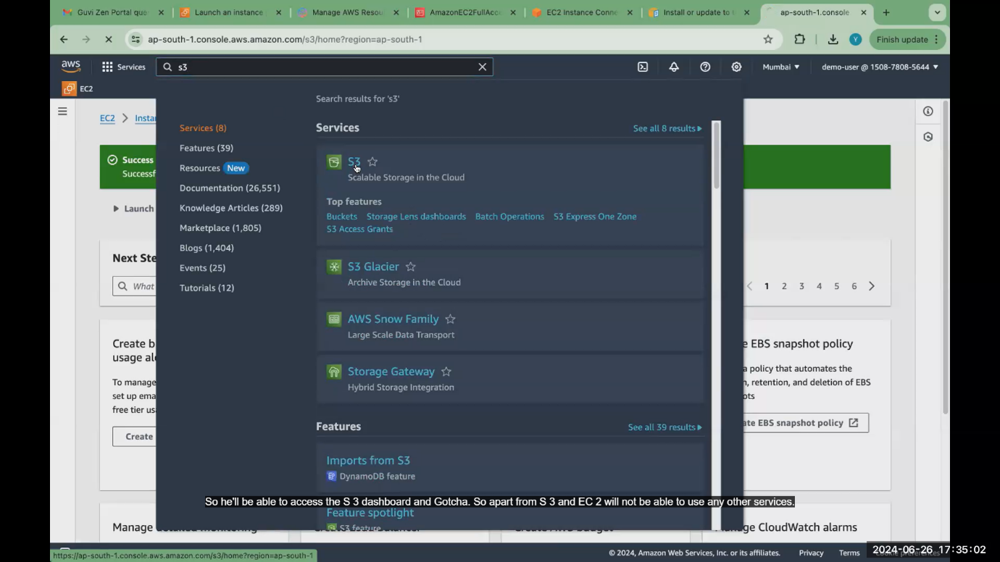 Guvi Zen Portal que
Launch an instance
Manage AWS Resou
AmazonEC2FullAcce
EC2 Instance Conne
Install or update to
ap-south-1.console
ap-south-1.console.aws.amazon.com/s3/home?region=ap-south-1
Y
Finish update
aws
Services
s3
Mumbai
demo-user @ 1508-7808-5644
EC2
EC2
Instan
Search results for 's3'
Services (8)
Features (39)
Resources New
Documentation (26,551)
Knowledge Articles (289)
Marketplace (1,805)
Blogs (1,404)
Events (25)
Tutorials (12)
Services
See all 8 results
S3
Scalable Storage in the Cloud
Top features
Buckets Storage Lens dashboards Batch Operations S3 Express One Zone
S3 Access Grants
S3 Glacier
Archive Storage in the Cloud
AWS Snow Family
Large Scale Data Transport
Storage Gateway
Hybrid Storage Integration
Features
See all 39 results
Imports from S3
DynamoDB feature
Feature spotlight
S3 feature
Success
Successf
Launch
Next Ste
What
1 2 3 4 5 6
Create b
usage ale
To manage
set up ema
free tier usa
Create
e EBS snapshot policy
a policy that automates the
n, retention, and deletion of EBS
ots
ate EBS snapshot policy
So he'll be able to access the S 3 dashboard and Gotcha. So apart from S 3 and EC 2 will not be able to use any other services.
Manage detailed monitoring
Create AWS budget
Manage CloudWatch alarms
https://ap-south-1.console.aws.amazon.com/s3/home?region=ap-south-1
© 2024, Amazon Web Services, Inc. or its affiliates.
Privacy
Terms
Cookie preferences
2024-06-26 17:35:02